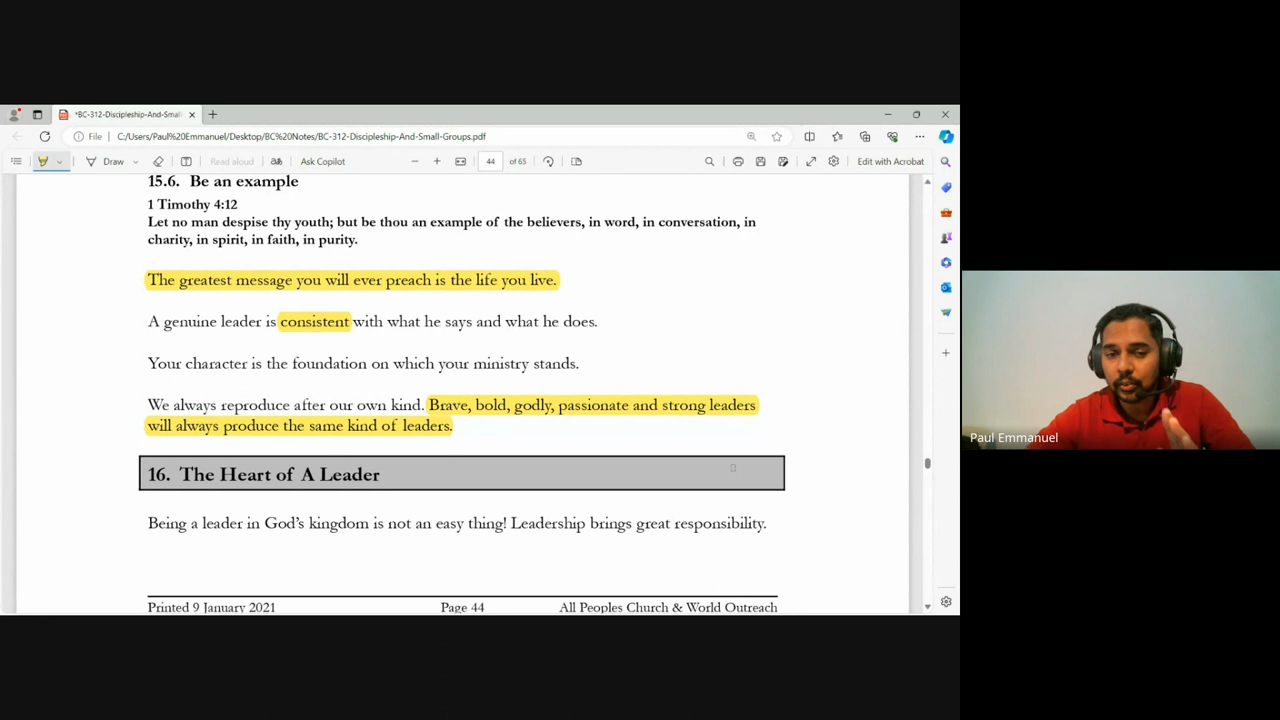 *BC-312-Discipleship-And-Small-
File
C:/Users/Paul%20Emmanuel/Desktop/BC%20Notes/BC-312-Discipleship-And-Small-Groups.pdf
Draw
Read aloud
Ask Copilot
44
of 65
Edit with Acrobat
15.6. Be an example
1 Timothy 4:12
Let no man despise thy youth; but be thou an example of the believers, in word, in conversation, in
charity, in spirit, in faith, in purity.
The greatest message you will ever preach is the life you live.
A genuine leader is consistent with what he says and what he does.
Your character is the foundation on which your ministry stands.
We always reproduce after our own kind. Brave, bold, godly, passionate and strong leaders
will always produce the same kind of leaders.
16. The Heart of A Leader
Being a leader in God's kingdom is not an easy thing! Leadership brings great responsibility.
Printed 9 January 2021
Page 44
All Peoples Church & World Outreach
Paul Emmanuel